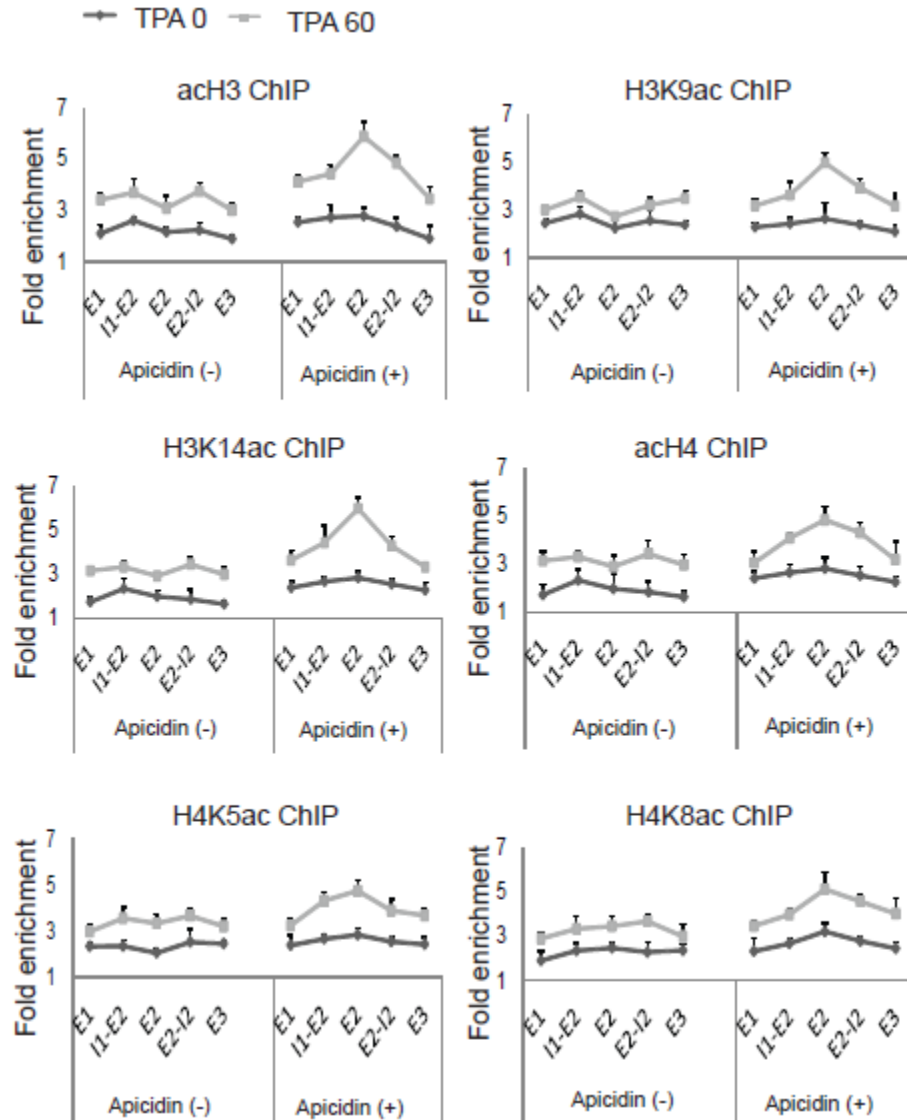 TPA 0 TPA 60
acH3 ChIP
Fold enrichment
7
5
3
1
E1 I1-E2 E2 E2-I2 E3 E1 I1-E2 E2 E2-I2 E3
Apicidin (-) Apicidin (+)
H3K9ac ChIP
Fold enrichment
7
5
3
1
E1 I1-E2 E2 E2-I2 E3 E1 I1-E2 E2 E2-I2 E3
Apicidin (-) Apicidin (+)
H3K14ac ChIP
Fold enrichment
7
5
3
1
E1 I1-E2 E2 E2-I2 E3 E1 I1-E2 E2 E2-I2 E3
Apicidin (-) Apicidin (+)
acH4 ChIP
Fold enrichment
7
5
3
1
E1 I1-E2 E2 E2-I2 E3 E1 I1-E2 E2 E2-I2 E3
Apicidin (-) Apicidin (+)
H4K5ac ChIP
Fold enrichment
7
5
3
1
E1 I1-E2 E2 E2-I2 E3 E1 I1-E2 E2 E2-I2 E3
Apicidin (-) Apicidin (+)
H4K8ac ChIP
Fold enrichment
7
5
3
1
E1 I1-E2 E2 E2-I2 E3 E1 I1-E2 E2 E2-I2 E3
Apicidin (-) Apicidin (+)